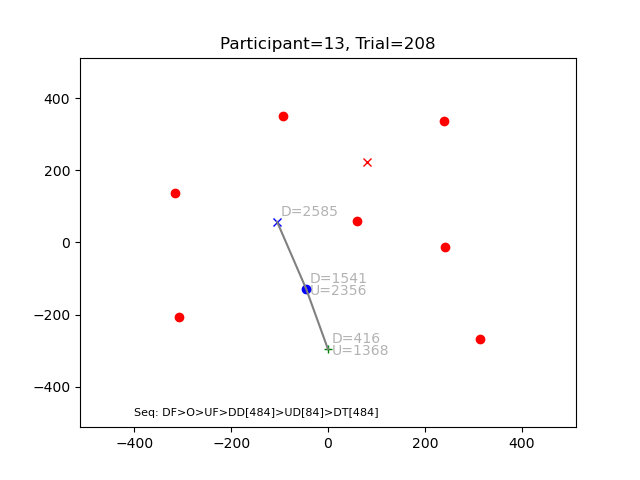 Participant=13, Trial=208
400
200
0
−200
−400
D=2585
D=1541
U=2356
D=416
U=1368
Seq: DF>O>UF>DD[484]>UD[84]>DT[484]
−400
−200
0
200
400